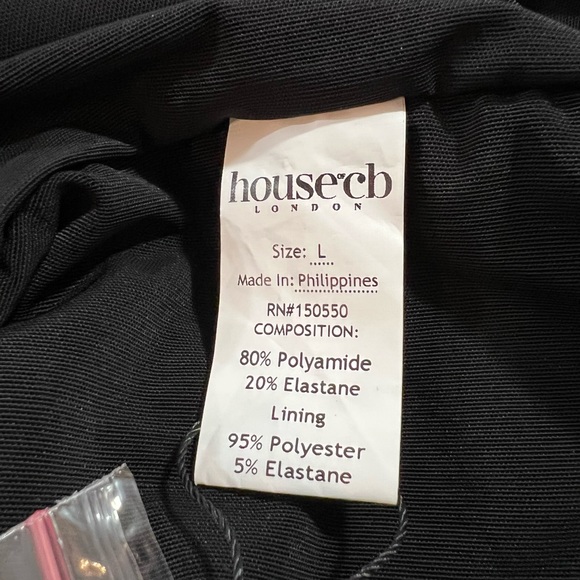 house of cb
LONDON
Size: L
Made In: Philippines
RN#150550
COMPOSITION:
80% Polyamide
20% Elastane
Lining
95% Polyester
5% Elastane